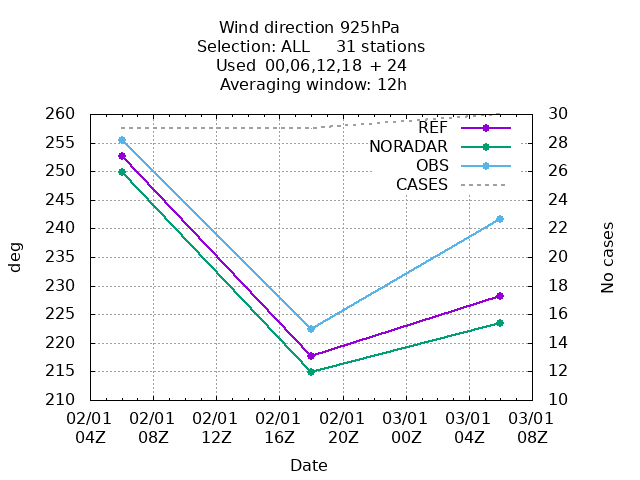 Wind direction 925hPa
Selection: ALL     31 stations
Used  00,06,12,18 + 24
Averaging window: 12h
260 30
REF
255 28
NORADAR
OBS
250 26
CASES
245 24
240 22
235 20
230 18
225 16
220 14
215 12
210 10
deg
No cases
02/01 02/01 02/01 02/01 02/01 03/01 03/01 03/01
04Z 08Z 12Z 16Z 20Z 00Z 04Z 08Z
Date